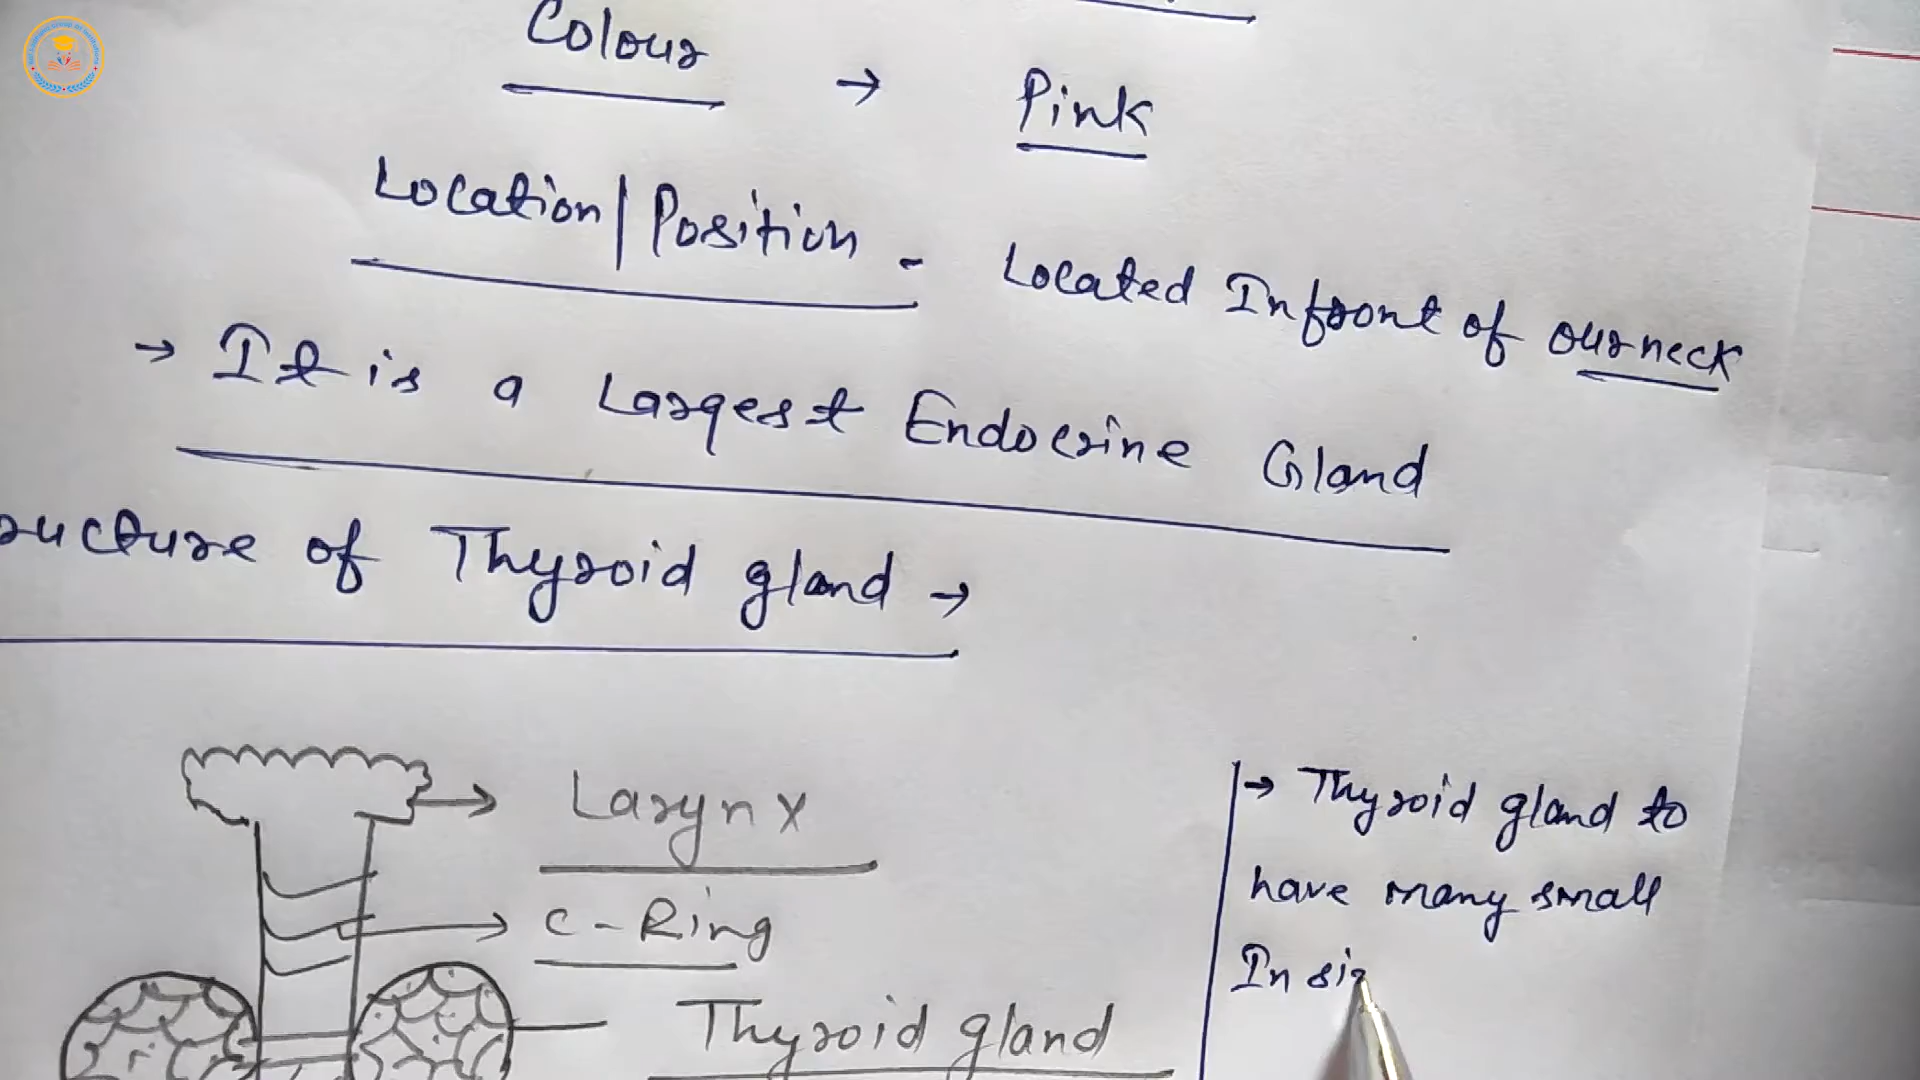 Colour → Pink
Location/Position - Located Infront of our neck
→ It is a Largest Endocrine Gland
ructure of Thyroid gland →
Larynx
C-Ring
Thyroid gland
→ Thyroid gland to
have many small
In siz